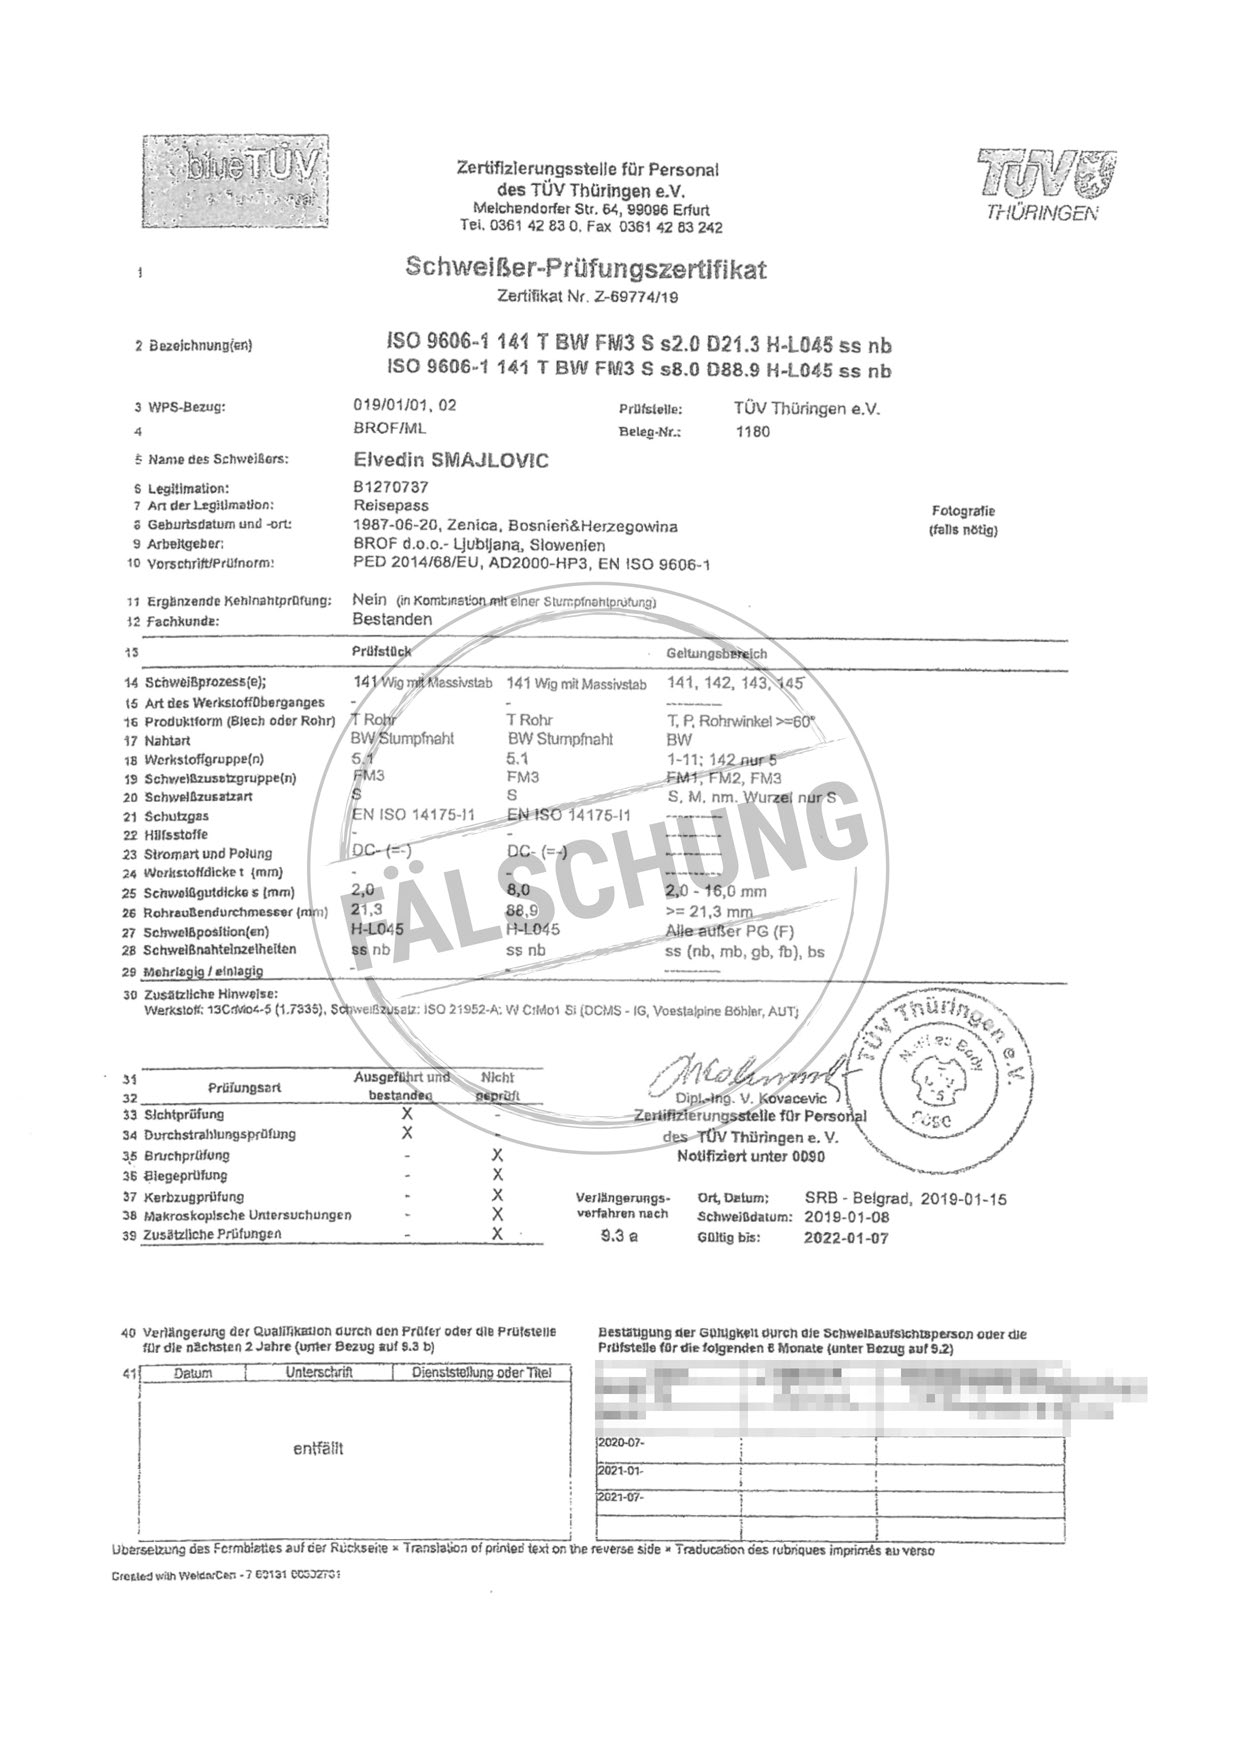 blueTÜV
Zertifizierungsstelle für Personal
des TÜV Thüringen e.V.
Melchendorfer Str. 64, 99096 Erfurt
Tel. 0361 42 83 0, Fax 0361 42 83 242
TÜV
THÜRINGEN
1 Schweißer-Prüfungszertifikat
Zertifikat Nr. Z-69774/19
2 Bezeichnung(en) ISO 9606-1 141 T BW FM3 S s2.0 D21.3 H-L045 ss nb
ISO 9606-1 141 T BW FM3 S s8.0 D88.9 H-L045 ss nb
3 WPS-Bezug: 019/01/01, 02 Prüfstelle: TÜV Thüringen e.V.
4 BROF/ML Beleg-Nr.: 1180
5 Name des Schweißers: Elvedin SMAJLOVIC
6 Legitimation: B1270737
7 Art der Legitimation: Reisepass
8 Geburtsdatum und -ort: 1987-06-20, Zenica, Bosnien&Herzegowina
9 Arbeitgeber: BROF d.o.o.- Ljubljana, Slowenien
10 Vorschrift/Prüfnorm: PED 2014/68/EU, AD2000-HP3, EN ISO 9606-1
Fotografie
(falls nötig)
11 Ergänzende Kehlnahtprüfung: Nein (in Kombination mit einer Stumpfnahtprüfung)
12 Fachkunde: Bestanden
13 Prüfstück Geltungsbereich
14 Schweißprozess(e); 141 Wig mit Massivstab 141 Wig mit Massivstab 141, 142, 143, 145
15 Art des Werkstoffüberganges - - --------
16 Produktform (Blech oder Rohr) T Rohr T Rohr T, P, Rohrwinkel >=60°
17 Nahtart BW Stumpfnaht BW Stumpfnaht BW
18 Werkstoffgruppe(n) 5.1 5.1 1-11; 142 nur 5
19 Schweißzusatzgruppe(n) FM3 FM3 FM1, FM2, FM3
20 Schweißzusatzart S S S, M, nm. Wurzel nur S
21 Schutzgas EN ISO 14175-I1 EN ISO 14175-I1 --------
22 Hilfsstoffe - - --------
23 Stromart und Polung DC- (=-) DC- (=-) --------
24 Werkstoffdicke t (mm) - - --------
25 Schweißgutdicke s (mm) 2,0 8,0 2,0 - 16,0 mm
26 Rohraußendurchmesser (mm) 21,3 88,9 >= 21,3 mm
27 Schweißposition(en) H-L045 H-L045 Alle außer PG (F)
28 Schweißnahteinzelheiten ss nb ss nb ss (nb, mb, gb, fb), bs
29 Mehrlagig / einlagig - - --------
FÄLSCHUNG
30 Zusätzliche Hinweise:
Werkstoff: 13CrMo4-5 (1.7335), Schweißzusatz: ISO 21952-A: W CrMo1 Si (DCMS - IG, Voestalpine Böhler, AUT)
TÜV Thüringen e.V.
Notified Body
0090
31 Prüfungsart Ausgeführt und Nicht
32 bestanden geprüft
33 Sichtprüfung X -
34 Durchstrahlungsprüfung X -
35 Bruchprüfung - X
36 Biegeprüfung - X
37 Kerbzugprüfung - X
38 Makroskopische Untersuchungen - X
39 Zusätzliche Prüfungen - X
Dipl.-Ing. V. Kovacevic
Zertifizierungsstelle für Personal
des TÜV Thüringen e. V.
Notifiziert unter 0090
Verlängerungs-
verfahren nach
9.3 a
Ort, Datum: SRB - Belgrad, 2019-01-15
Schweißdatum: 2019-01-08
Gültig bis: 2022-01-07
40 Verlängerung der Qualifikation durch den Prüfer oder die Prüfstelle
für die nächsten 2 Jahre (unter Bezug auf 9.3 b)
41 Datum Unterschrift Dienststellung oder Titel
entfällt
Bestätigung der Gültigkeit durch die Schweißaufsichtsperson oder die
Prüfstelle für die folgenden 6 Monate (unter Bezug auf 9.2)
2020-07-
2021-01-
2021-07-
Übersetzung des Formblattes auf der Rückseite * Translation of printed text on the reverse side * Traducation des rubriques imprimés au verso
Created with WelderCert - 7